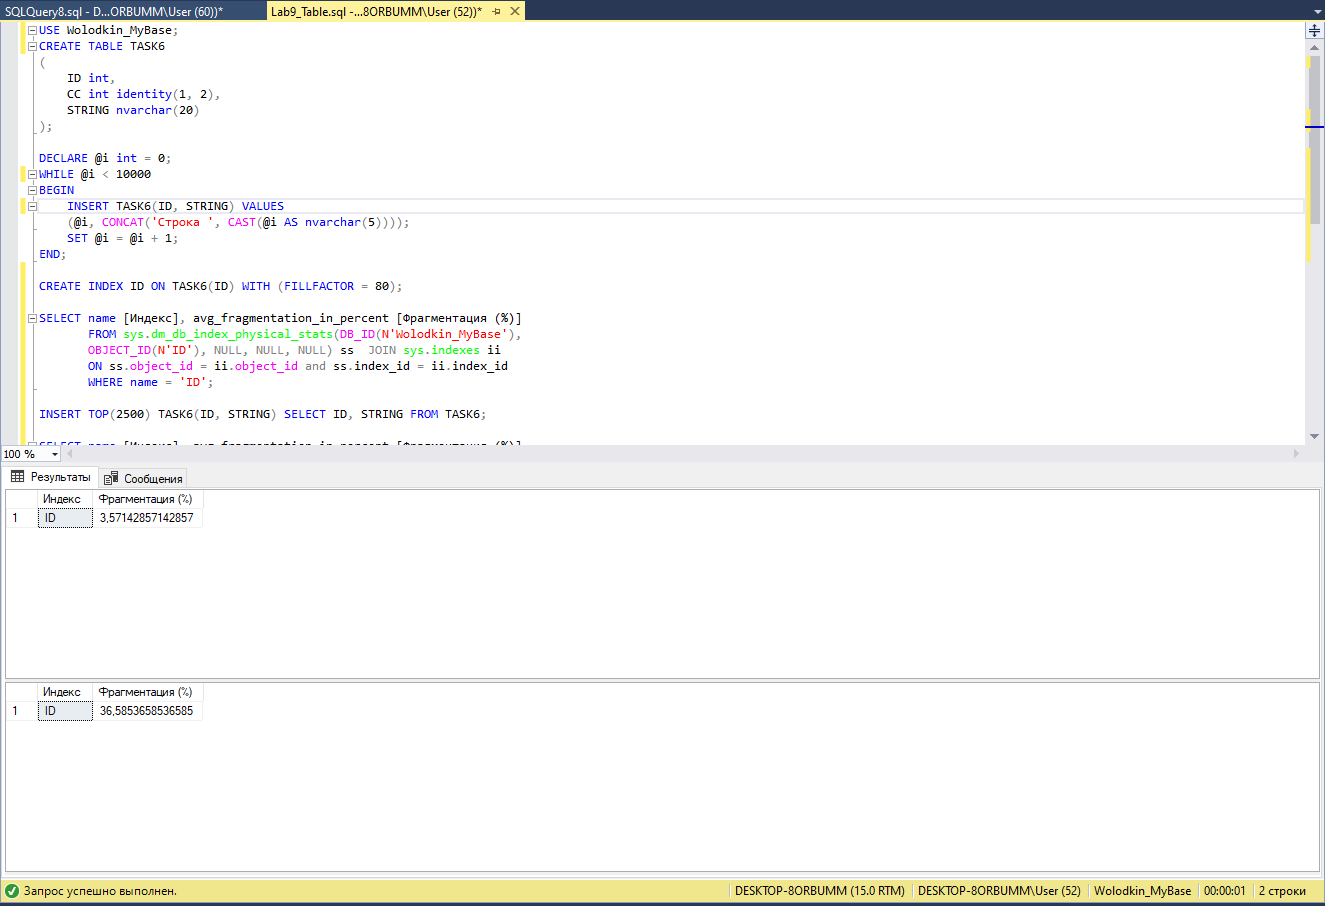 SQLQuery8.sql - D...ORBUMM\User (60))*
Lab9_Table.sql -...8ORBUMM\User (52))*
USE Wolodkin_MyBase;
CREATE TABLE TASK6
(
ID int,
CC int identity(1, 2),
STRING nvarchar(20)
);
DECLARE @i int = 0;
WHILE @i < 10000
BEGIN
INSERT TASK6(ID, STRING) VALUES
(@i, CONCAT('Строка ', CAST(@i AS nvarchar(5))));
SET @i = @i + 1;
END;
CREATE INDEX ID ON TASK6(ID) WITH (FILLFACTOR = 80);
SELECT name [Индекс], avg_fragmentation_in_percent [Фрагментация (%)]
FROM sys.dm_db_index_physical_stats(DB_ID(N'Wolodkin_MyBase'),
OBJECT_ID(N'ID'), NULL, NULL, NULL) ss  JOIN sys.indexes ii
ON ss.object_id = ii.object_id and ss.index_id = ii.index_id
WHERE name = 'ID';
INSERT TOP(2500) TASK6(ID, STRING) SELECT ID, STRING FROM TASK6;
SELECT name [Индекс], avg_fragmentation_in_percent [Фрагментация (%)]
100 %
Результаты
Сообщения
Индекс Фрагментация (%)
1 ID 3,57142857142857
Индекс Фрагментация (%)
1 ID 36,5853658536585
Запрос успешно выполнен.
DESKTOP-8ORBUMM (15.0 RTM)
DESKTOP-8ORBUMM\User (52)
Wolodkin_MyBase
00:00:01
2 строки